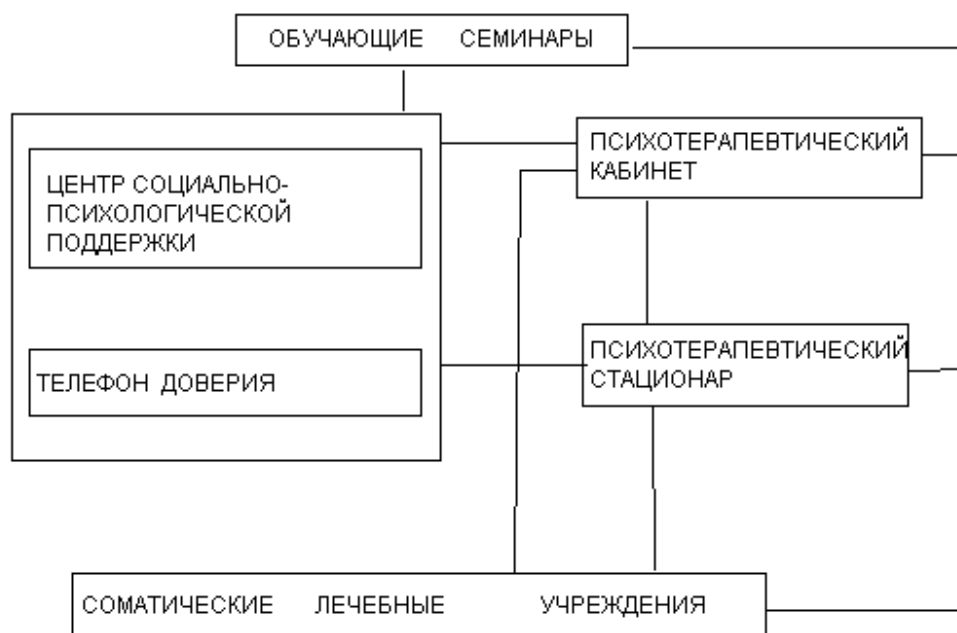 ОБУЧАЮЩИЕ СЕМИНАРЫ
ЦЕНТР СОЦИАЛЬНО-
ПСИХОЛОГИЧЕСКОЙ
ПОДДЕРЖКИ
ТЕЛЕФОН ДОВЕРИЯ
ПСИХОТЕРАПЕВТИЧЕСКИЙ
КАБИНЕТ
ПСИХОТЕРАПЕВТИЧЕСКИЙ
СТАЦИОНАР
СОМАТИЧЕСКИЕ ЛЕЧЕБНЫЕ УЧРЕЖДЕНИЯ